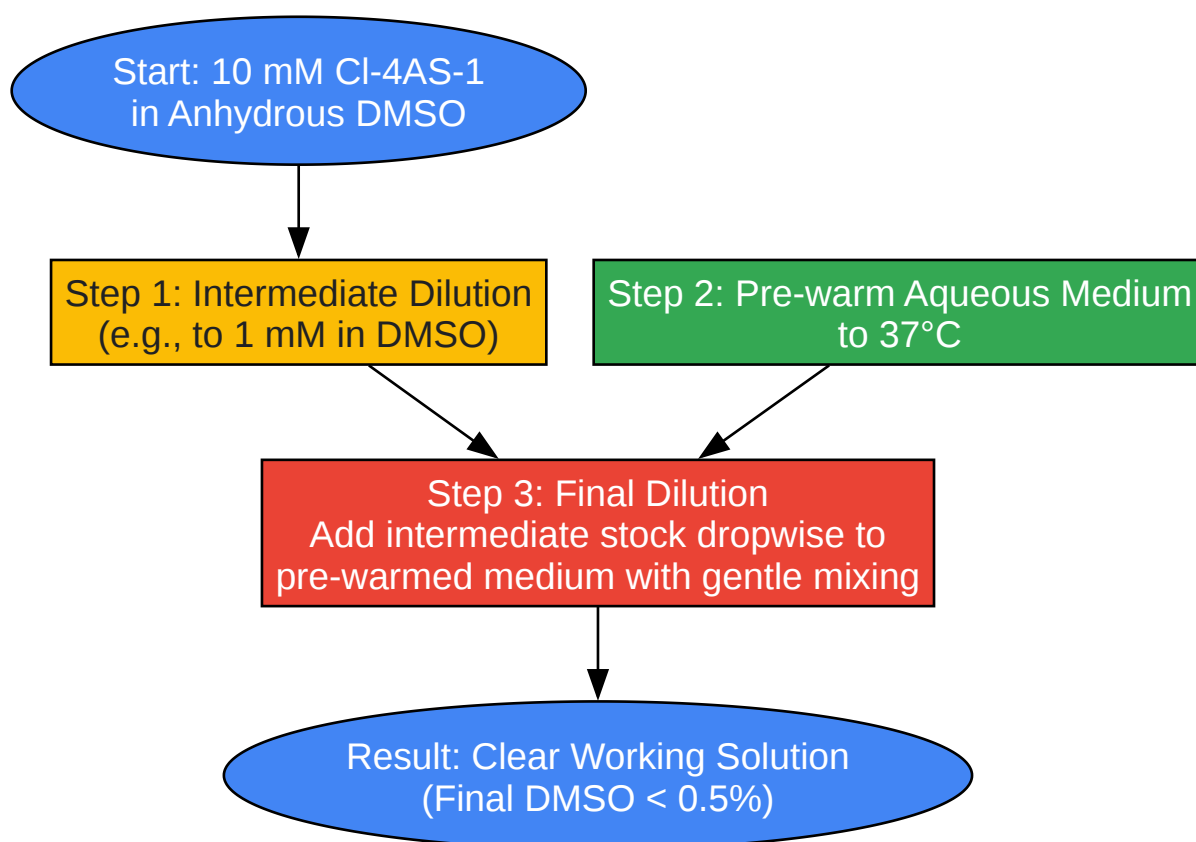 Start: 10 mM Cl-4AS-1
in Anhydrous DMSO
Step 1: Intermediate Dilution
(e.g., to 1 mM in DMSO)
Step 2: Pre-warm Aqueous Medium
to 37°C
Step 3: Final Dilution
Add intermediate stock dropwise to
pre-warmed medium with gentle mixing
Result: Clear Working Solution
(Final DMSO < 0.5%)